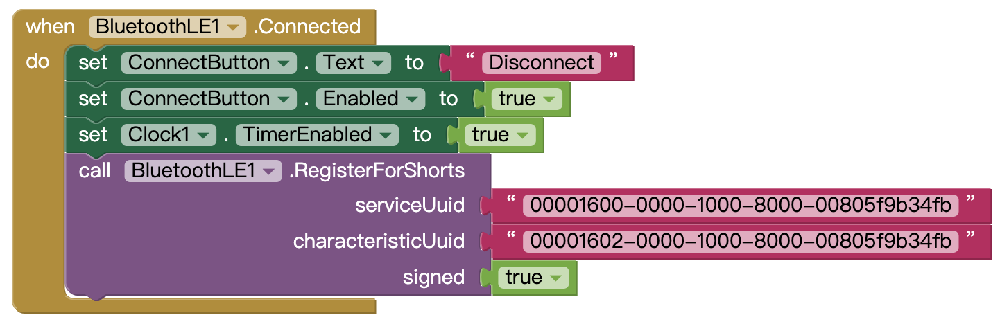 when BluetoothLE1 .Connected
do set ConnectButton . Text to “ Disconnect ”
set ConnectButton . Enabled to true
set Clock1 . TimerEnabled to true
call BluetoothLE1 .RegisterForShorts
serviceUuid “ 00001600-0000-1000-8000-00805f9b34fb ”
characteristicUuid “ 00001602-0000-1000-8000-00805f9b34fb ”
signed true